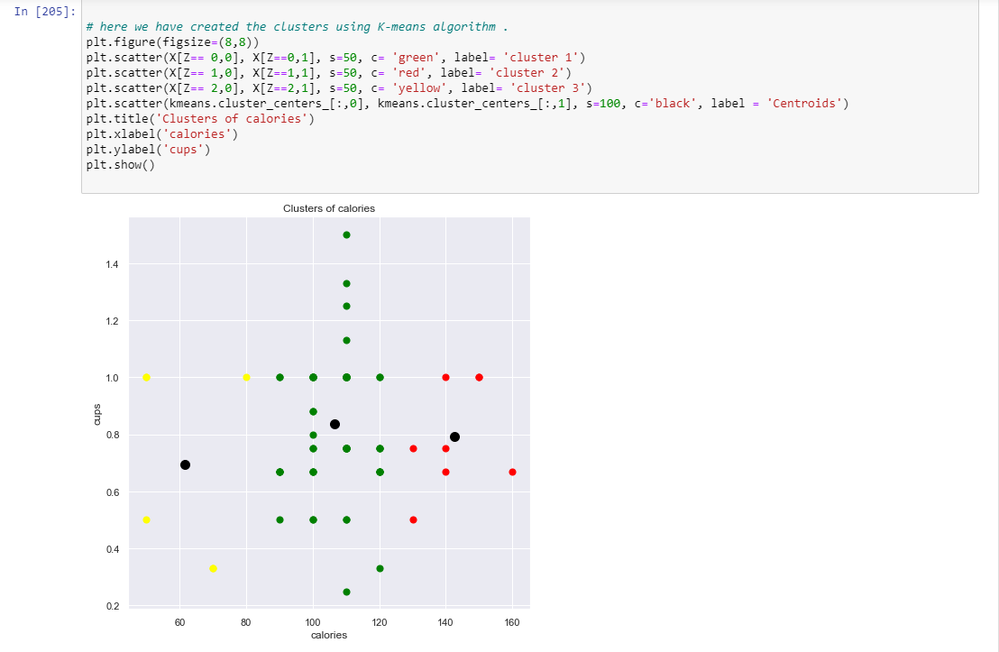 In [205]:
# here we have created the clusters using K-means algorithm .
plt.figure(figsize=(8,8))
plt.scatter(X[Z== 0,0], X[Z==0,1], s=50, c= 'green', label= 'cluster 1')
plt.scatter(X[Z== 1,0], X[Z==1,1], s=50, c= 'red', label= 'cluster 2')
plt.scatter(X[Z== 2,0], X[Z==2,1], s=50, c= 'yellow', label= 'cluster 3')
plt.scatter(kmeans.cluster_centers_[:,0], kmeans.cluster_centers_[:,1], s=100, c='black', label = 'Centroids')
plt.title('Clusters of calories')
plt.xlabel('calories')
plt.ylabel('cups')
plt.show()
Clusters of calories
1.4
1.2
1.0
cups
0.8
0.6
0.4
0.2
60 80 100 120 140 160
calories